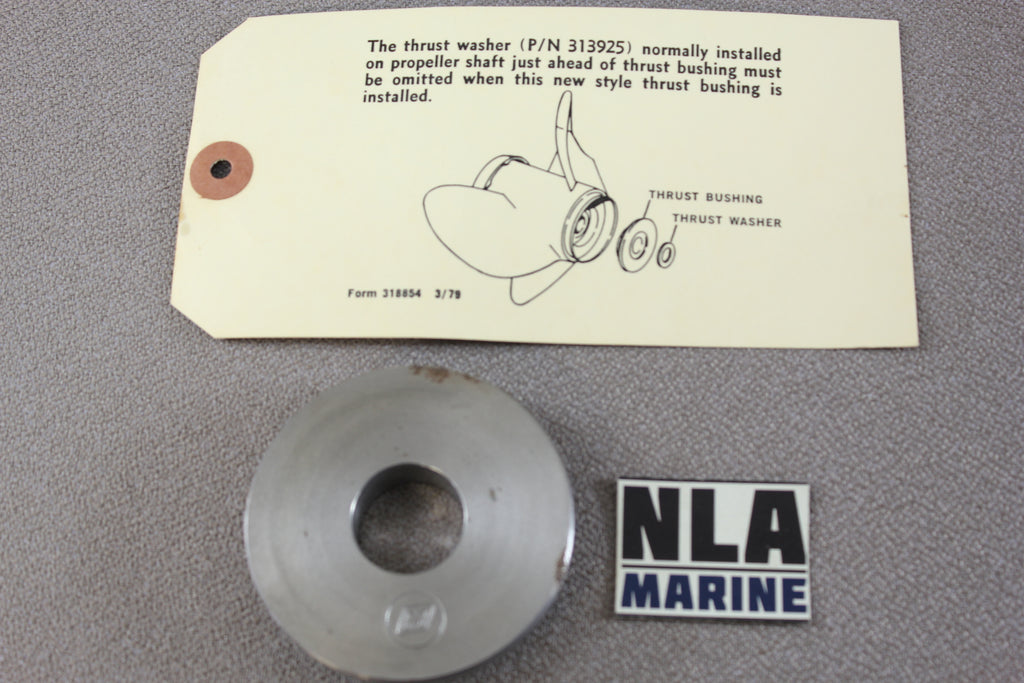 The thrust washer (P/N 313925) normally installed
on propeller shaft just ahead of thrust bushing must
be omitted when this new style thrust bushing is
installed.
THRUST BUSHING
THRUST WASHER
Form 318854 3/79
NLA
MARINE